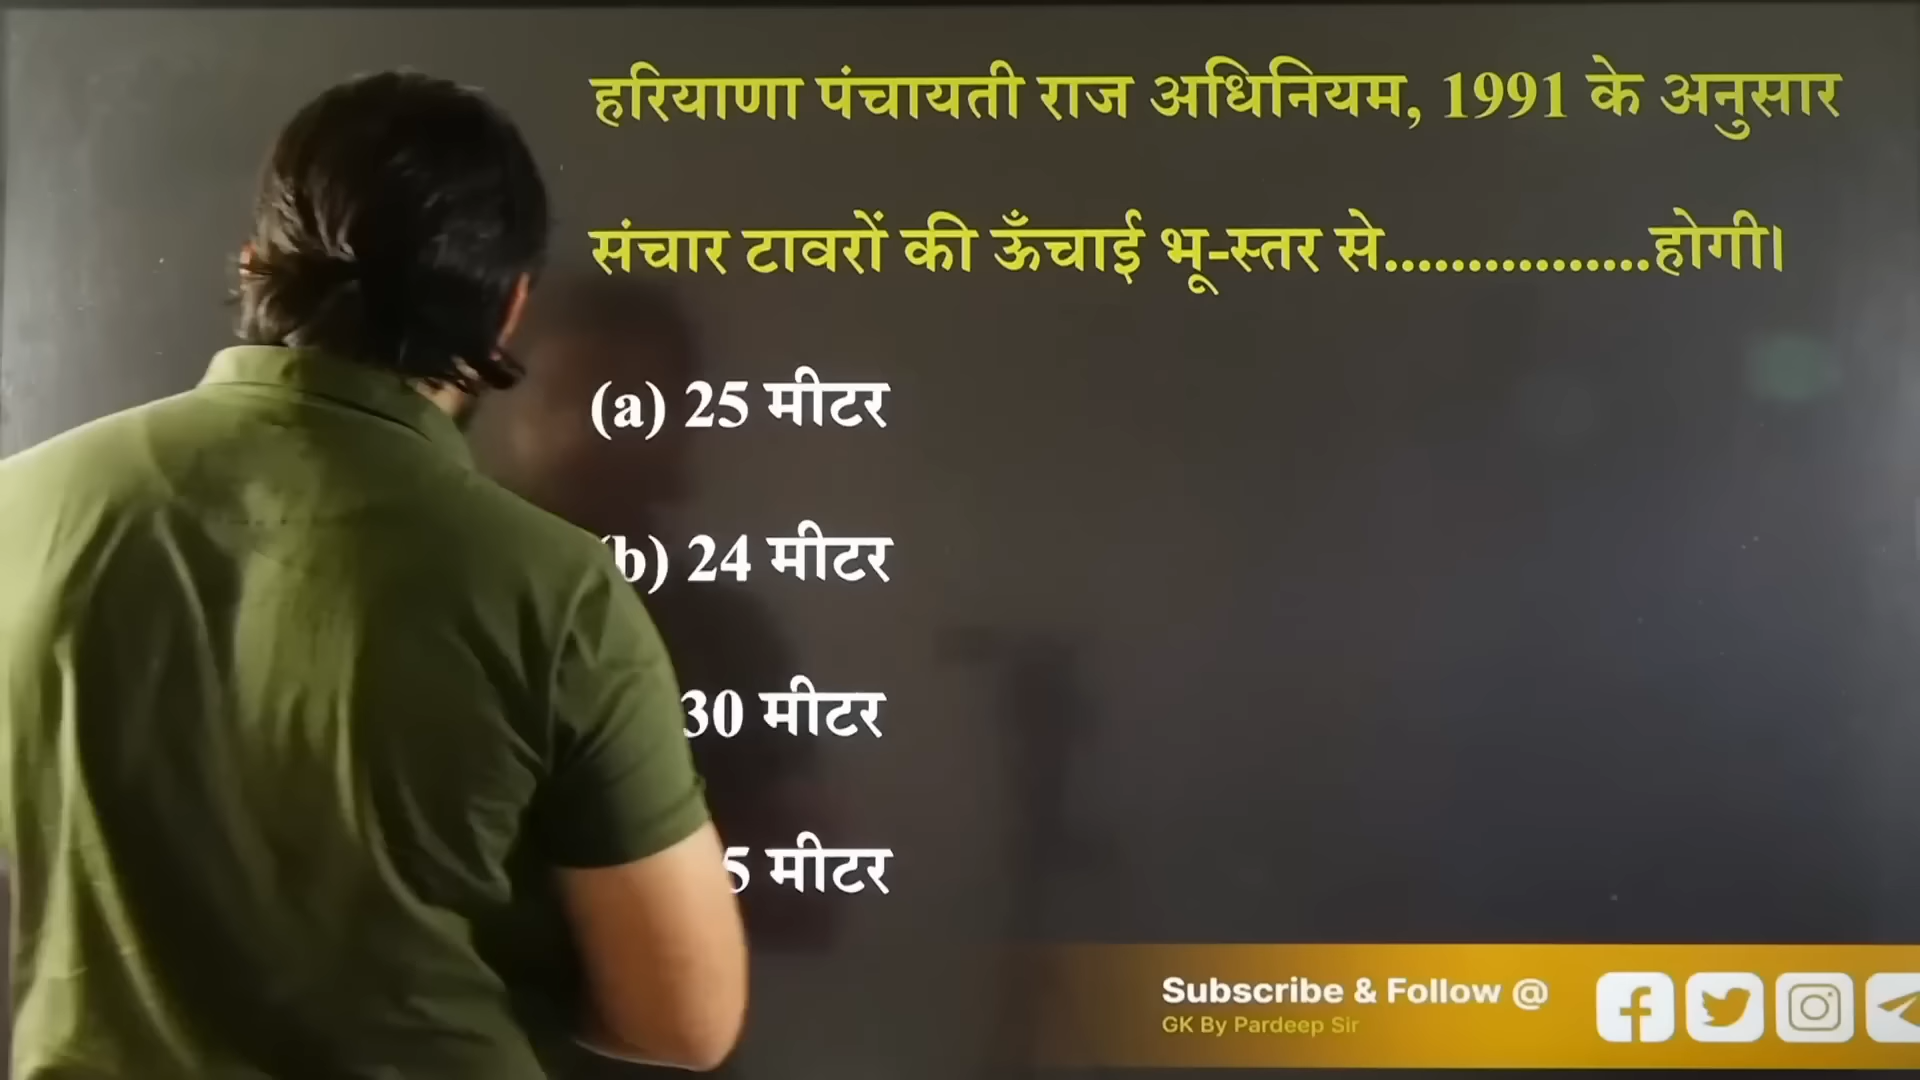 हरियाणा पंचायती राज अधिनियम, 1991 के अनुसार
संचार टावरों की ऊँचाई भू-स्तर से................होगी।
(a) 25 मीटर
(b) 24 मीटर
30 मीटर
5 मीटर
Subscribe & Follow @
GK By Pardeep Sir